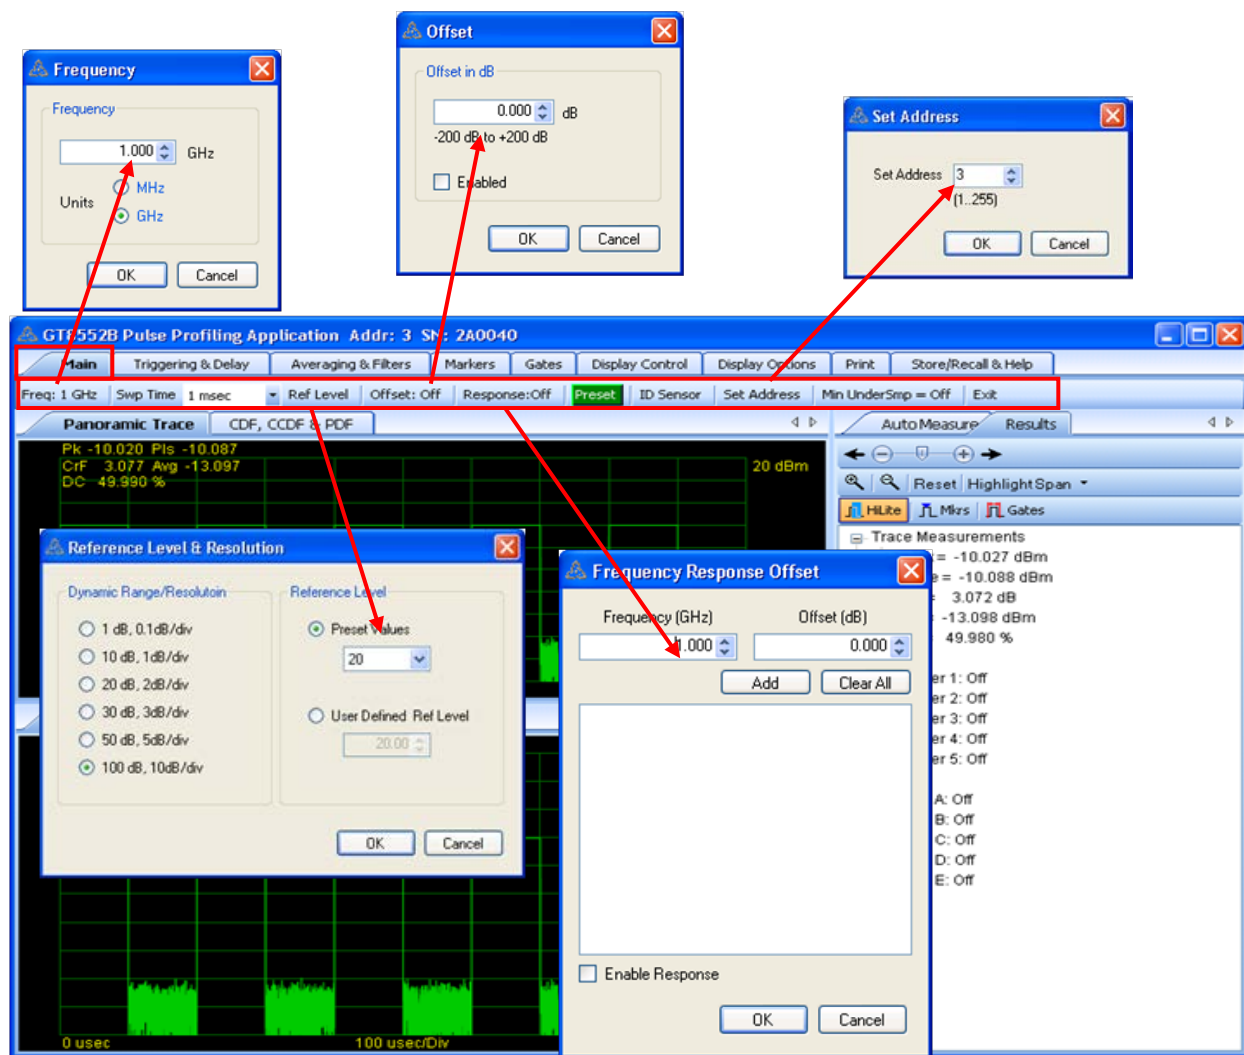 Offset
Offset in dB
0.000 dB
-200 dB to +200 dB
Enabled
OK Cancel
Frequency
Frequency
1.000 GHz
Units
MHz
GHz
OK Cancel
Set Address
Set Address 3
(1..255)
OK Cancel
GT8552B Pulse Profiling Application Addr: 3 SN: 2A0040
Main Triggering & Delay Averaging & Filters Markers Gates Display Control Display Options Print Store/Recall & Help
Freq: 1 GHz Swp Time 1 msec Ref Level Offset: Off Response:Off Preset ID Sensor Set Address Min UnderSmp = Off Exit
Panoramic Trace CDF, CCDF & PDF
Auto Measure Results
Pk -10.020 Pls -10.087
CrF 3.077 Avg -13.097
DC 49.990 %
20 dBm
Reset Highlight Span
HiLite Mkrs Gates
Trace Measurements
= -10.027 dBm
= -10.088 dBm
3.072 dB
-13.098 dBm
49.980 %
er 1: Off
er 2: Off
er 3: Off
er 4: Off
er 5: Off
A: Off
B: Off
C: Off
D: Off
E: Off
Reference Level & Resolution
Dynamic Range/Resolutoin
1 dB, 0.1dB/div
10 dB, 1dB/div
20 dB, 2dB/div
30 dB, 3dB/div
50 dB, 5dB/div
100 dB, 10dB/div
Reference Level
Preset Values
20
User Defined Ref Level
20.00
OK Cancel
Frequency Response Offset
Frequency (GHz) Offset (dB)
1.000 0.000
Add Clear All
Enable Response
OK Cancel
0 usec
100 usec/Div